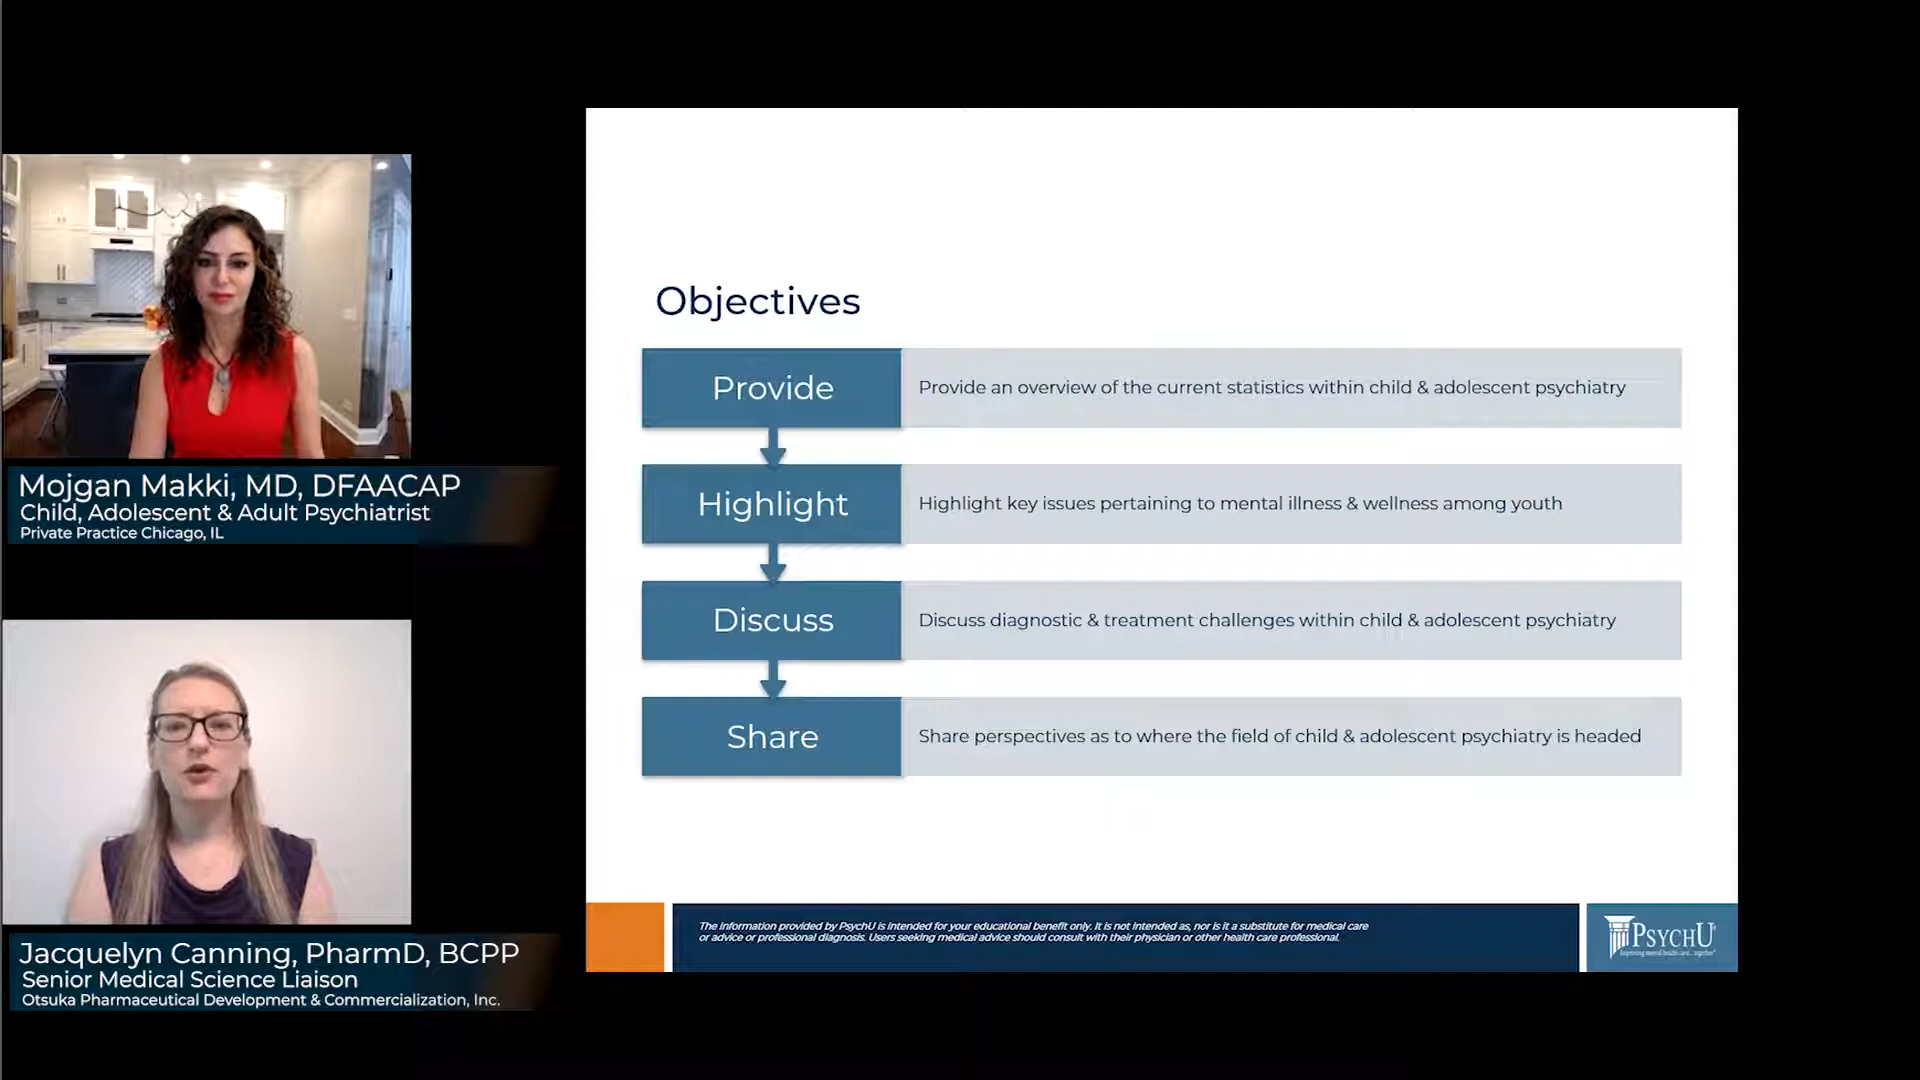 Mojgan Makki, MD, DFAACAP
Child, Adolescent & Adult Psychiatrist
Private Practice Chicago, IL
Jacquelyn Canning, PharmD, BCPP
Senior Medical Science Liaison
Otsuka Pharmaceutical Development & Commercialization, Inc.
Objectives
Provide
Provide an overview of the current statistics within child & adolescent psychiatry
Highlight
Highlight key issues pertaining to mental illness & wellness among youth
Discuss
Discuss diagnostic & treatment challenges within child & adolescent psychiatry
Share
Share perspectives as to where the field of child & adolescent psychiatry is headed
The information provided by PsychU is intended for your educational benefit only. It is not intended as, nor is it a substitute for medical care
or advice or professional diagnosis. Users seeking medical advice should consult with their physician or other health care professional.
PSYCHU
Improving mental health care... together